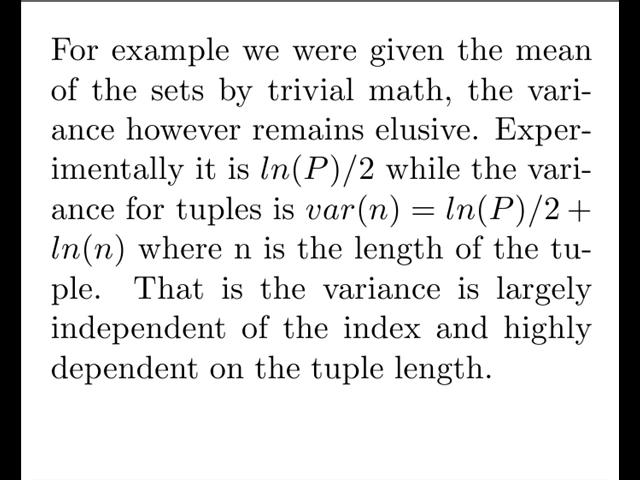 For example we were given the mean
of the sets by trivial math, the vari-
ance however remains elusive. Exper-
imentally it is ln(P)/2 while the vari-
ance for tuples is var(n) = ln(P)/2 +
ln(n) where n is the length of the tu-
ple. That is the variance is largely
independent of the index and highly
dependent on the tuple length.